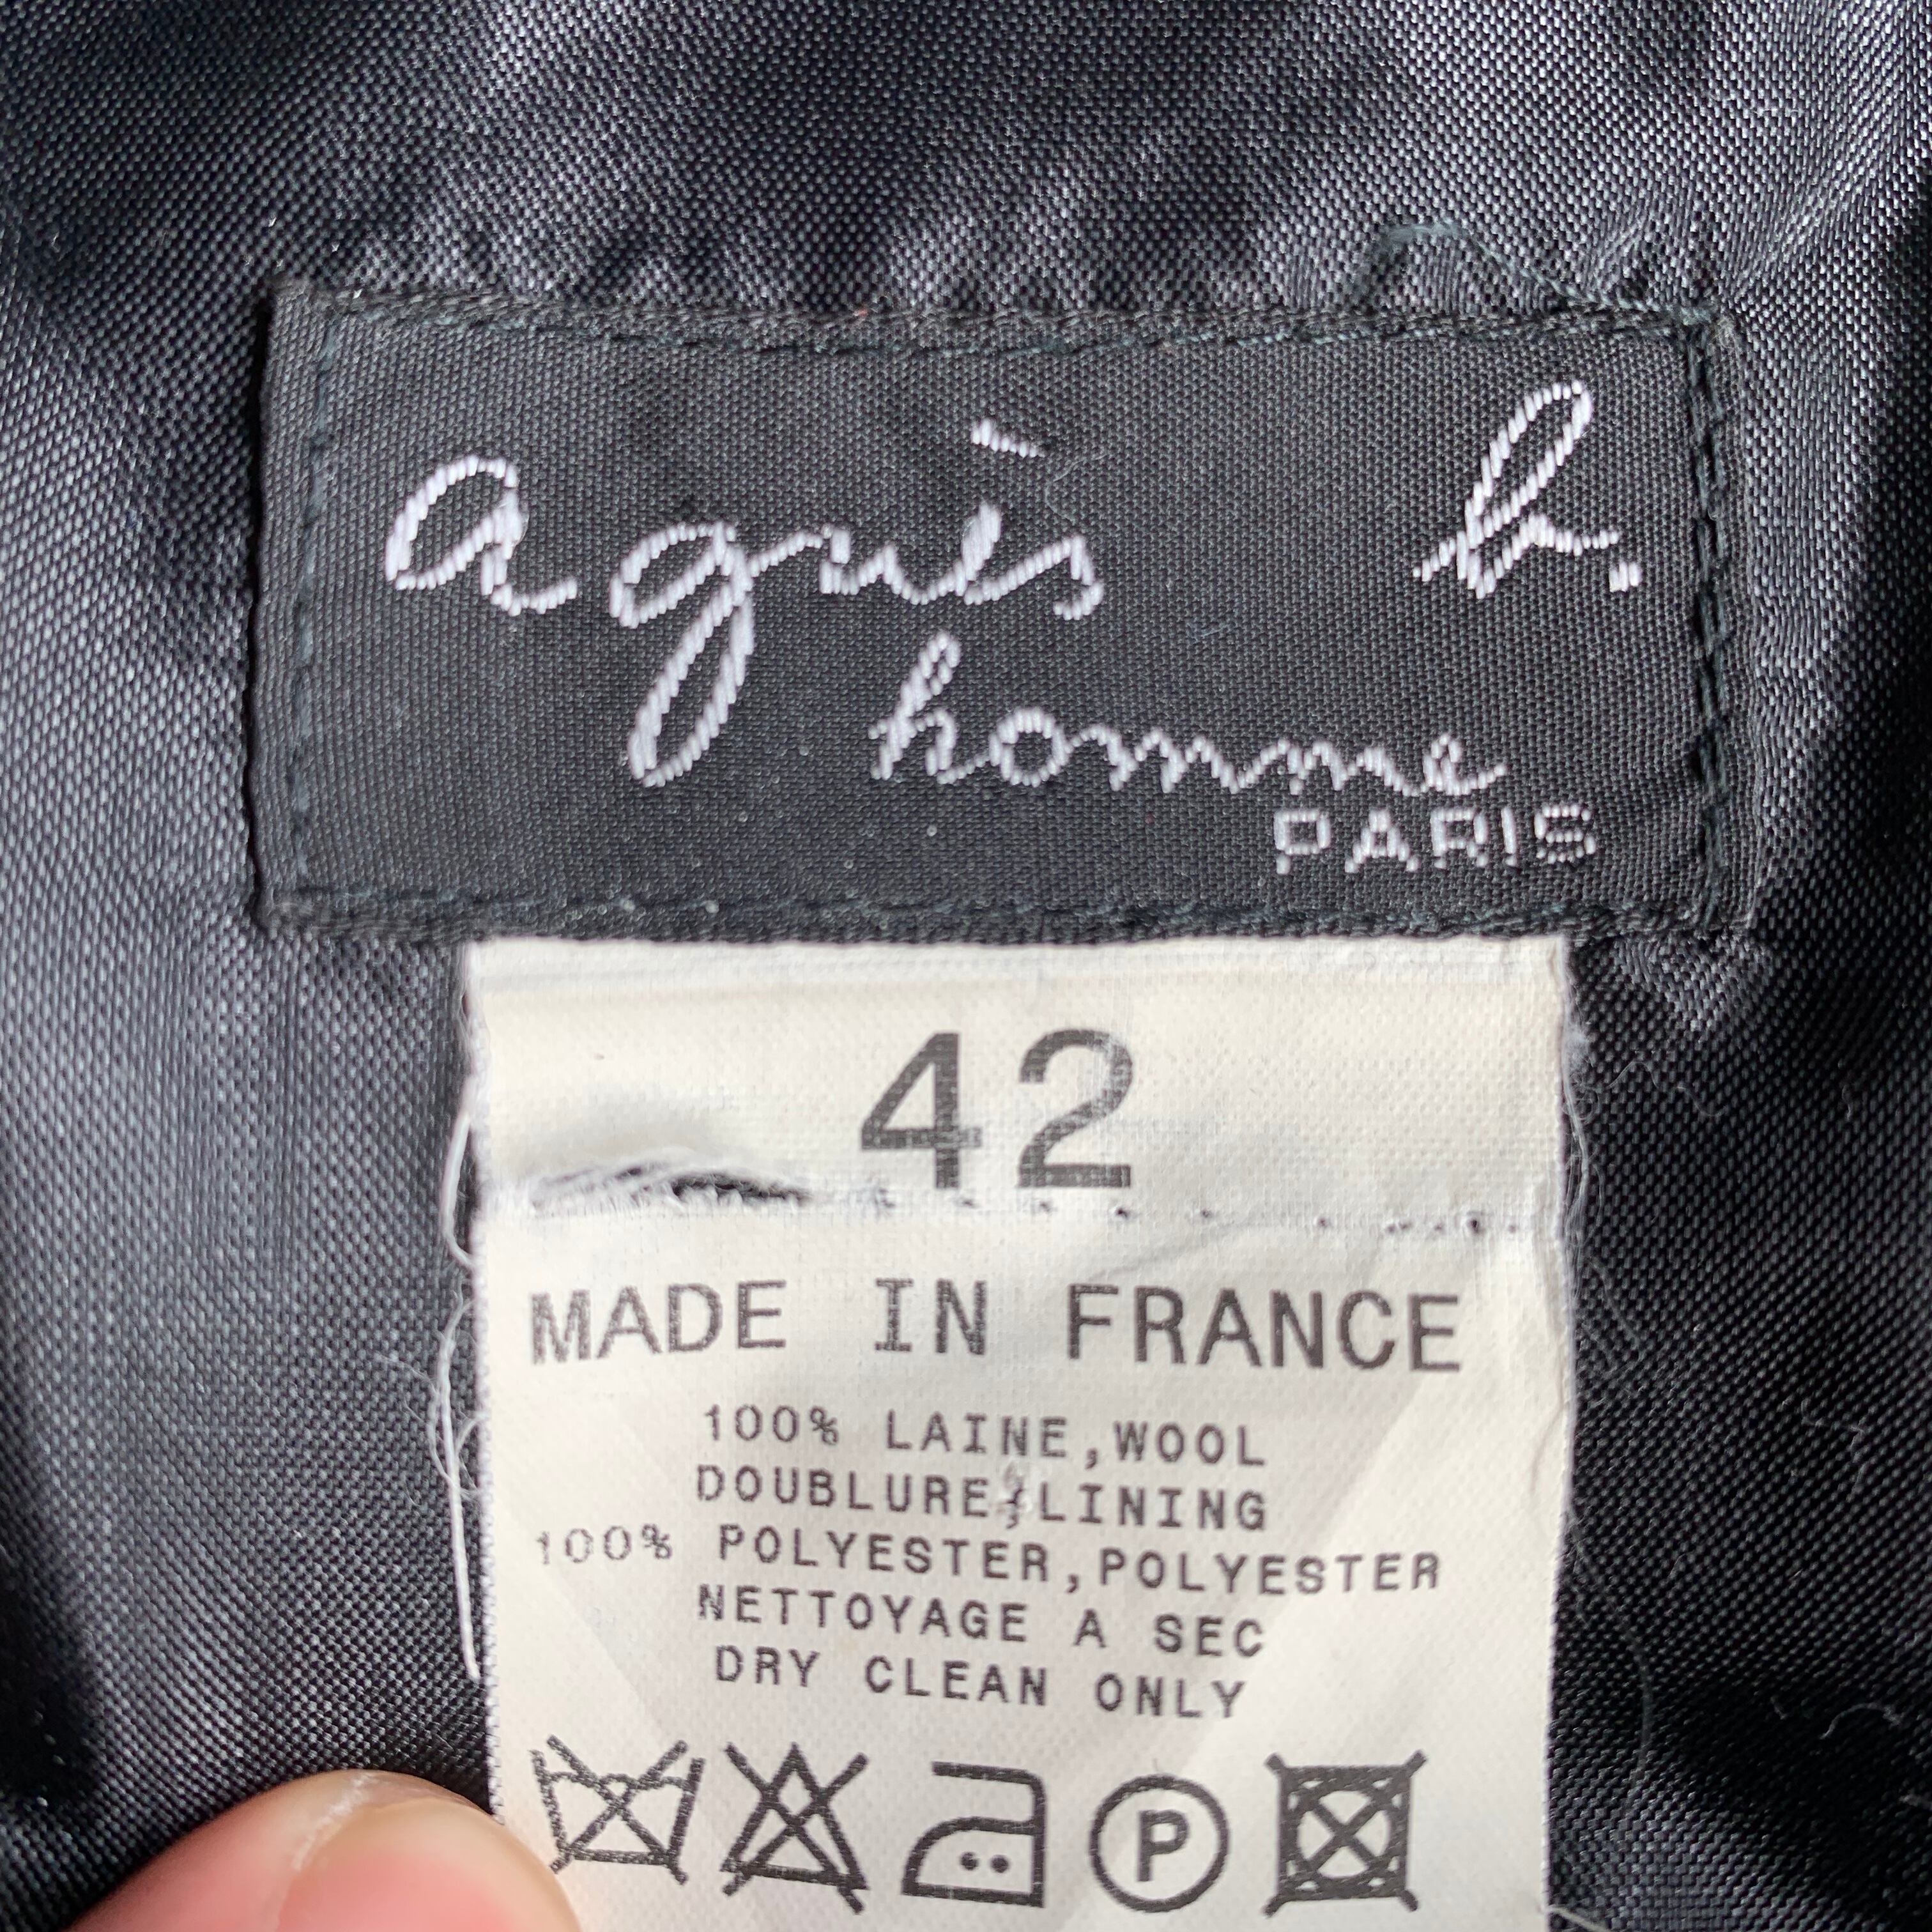 agnès b.
homme
PARIS
42
MADE IN FRANCE
100% LAINE,WOOL
DOUBLURE,LINING
100% POLYESTER,POLYESTER
NETTOYAGE A SEC
DRY CLEAN ONLY
P